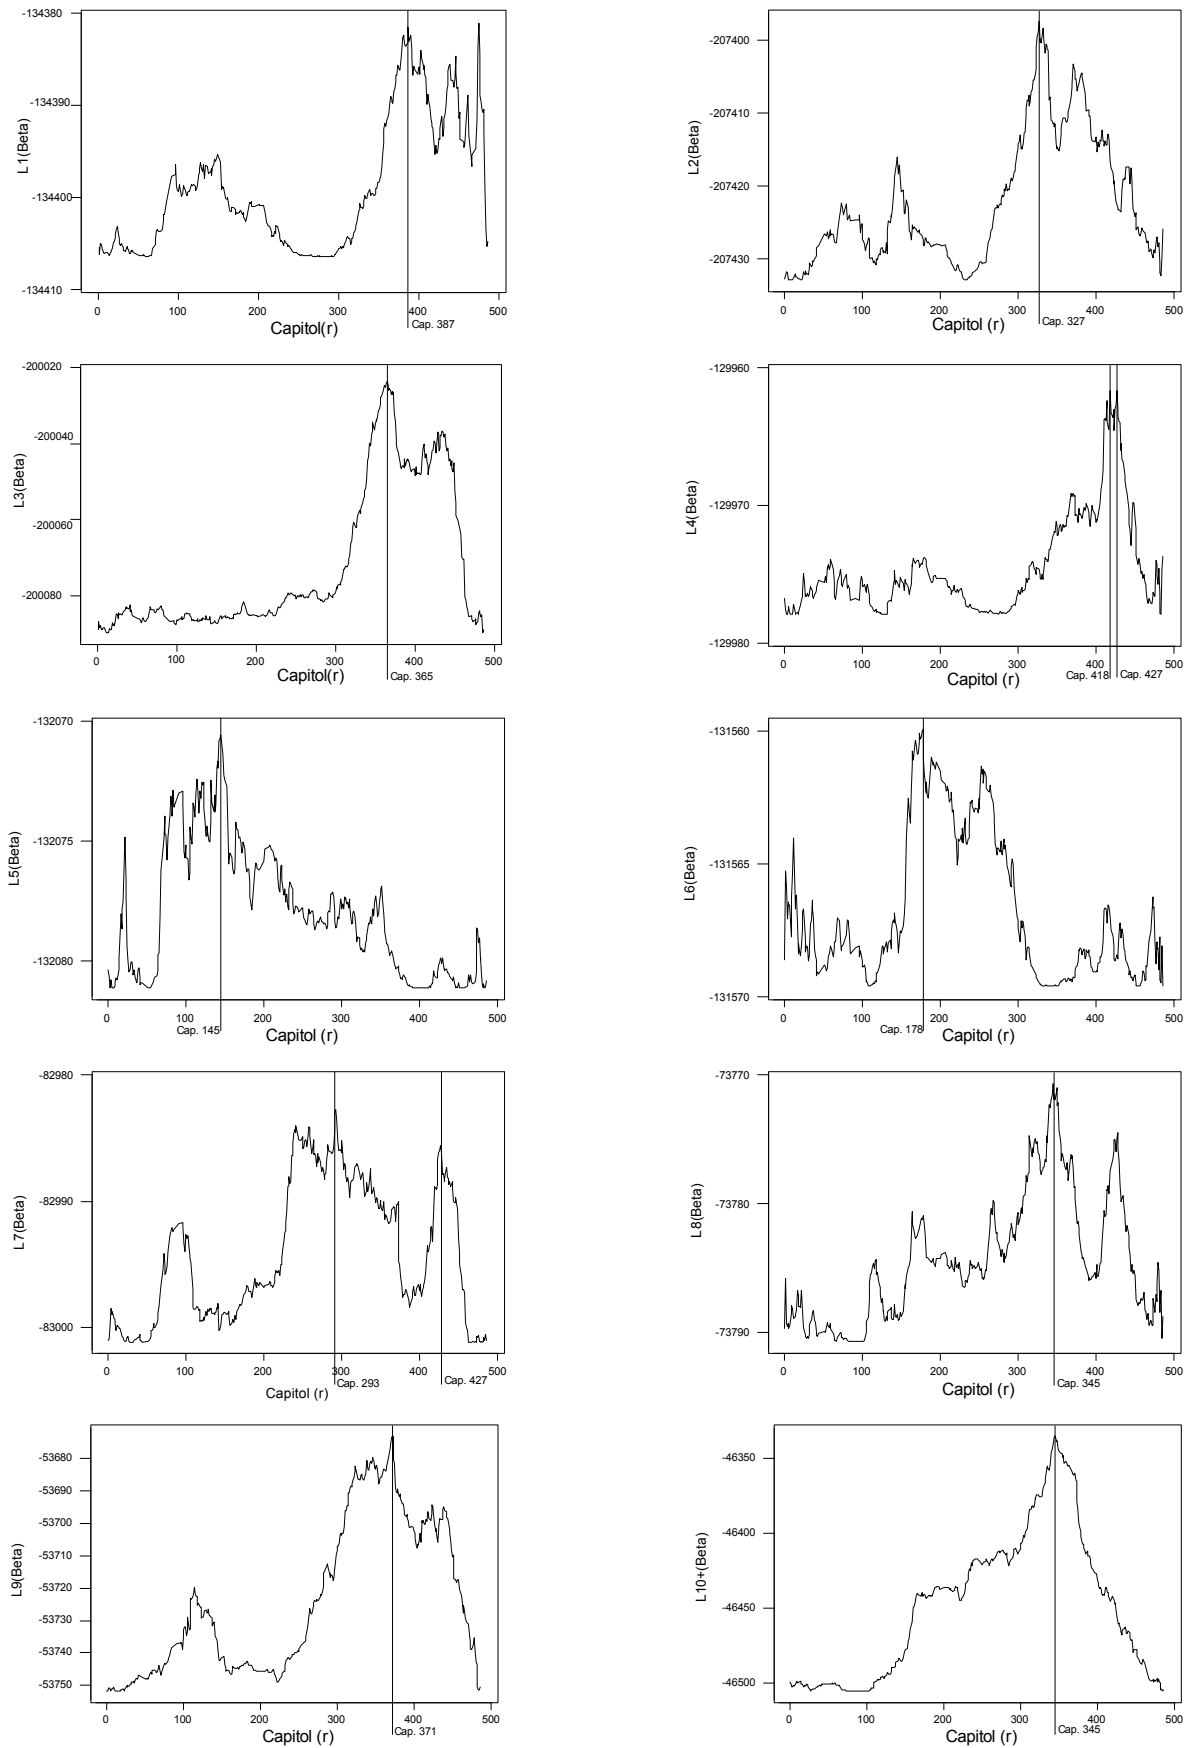 -134380
-134390
-134400
-134410
L1(Beta)
0 100 200 300 400 500
Capitol(r)
Cap. 387
-207400
-207410
-207420
-207430
L2(Beta)
0 100 200 300 400 500
Capitol (r)
Cap. 327
-200020
-200040
-200060
-200080
L3(Beta)
0 100 200 300 400 500
Capitol(r)
Cap. 365
-129960
-129970
-129980
L4(Beta)
0 100 200 300 400 500
Capitol (r)
Cap. 418
Cap. 427
-132070
-132075
-132080
L5(Beta)
0 100 200 300 400 500
Cap. 145
Capitol (r)
-131560
-131565
-131570
L6(Beta)
0 100 200 300 400 500
Cap. 178
Capitol (r)
-82980
-82990
-83000
L7(Beta)
0 100 200 300 400 500
Capitol (r)
Cap. 293
Cap. 427
-73770
-73780
-73790
L8(Beta)
0 100 200 300 400 500
Capitol (r)
Cap. 345
-53680
-53690
-53700
-53710
-53720
-53730
-53740
-53750
L9(Beta)
0 100 200 300 400 500
Capitol (r)
Cap. 371
-46350
-46400
-46450
-46500
L10+(Beta)
0 100 200 300 400 500
Capitol (r)
Cap. 345